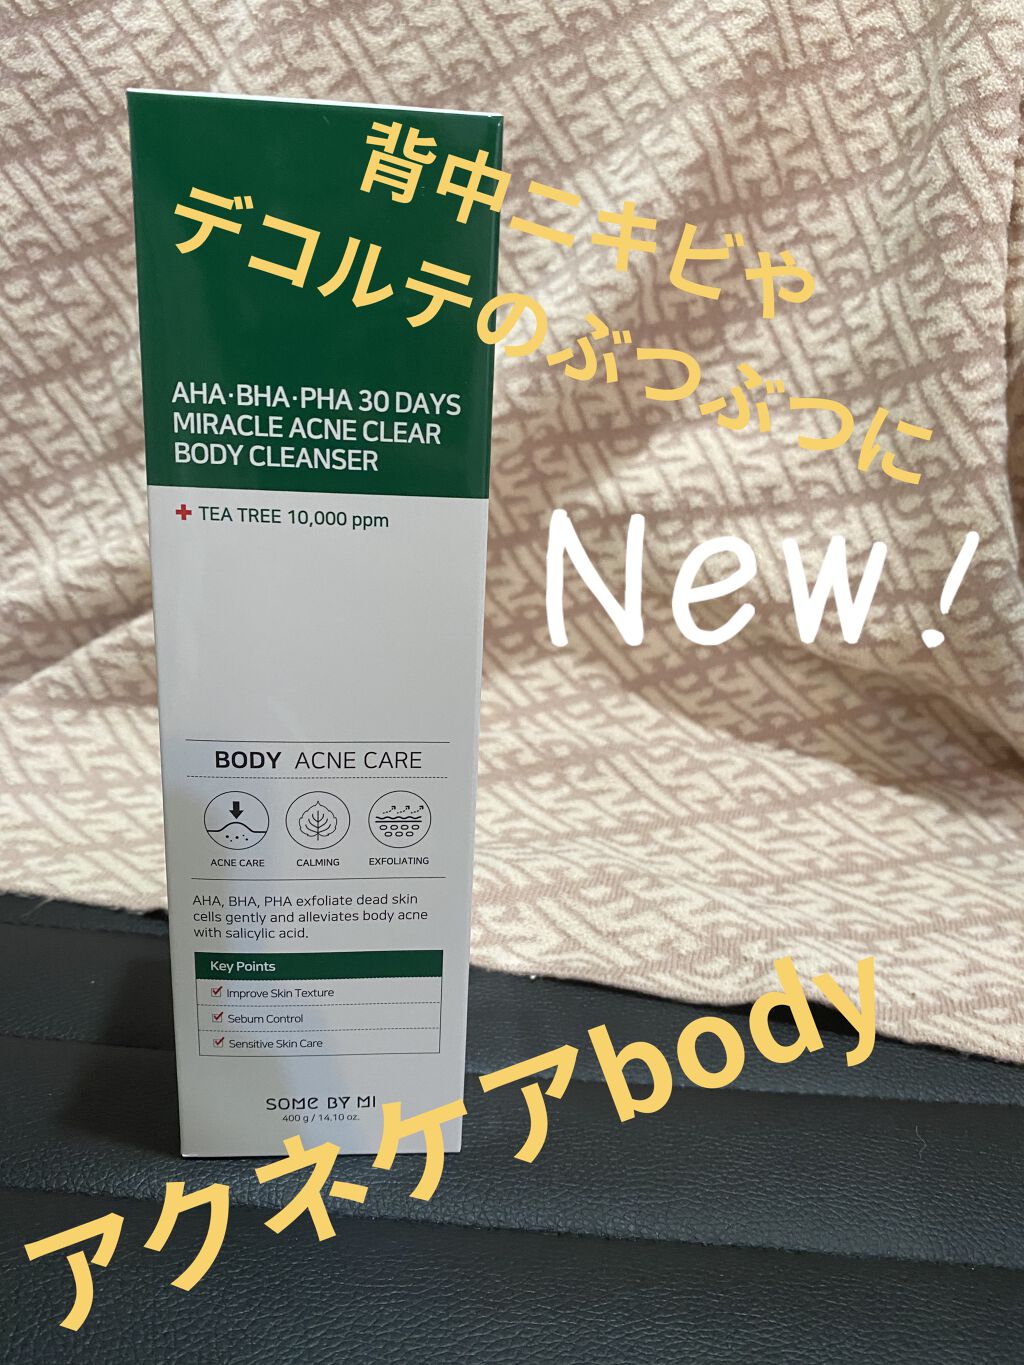 背中ニキビや
デコルテのぶつぶつに
New!
AHA·BHA·PHA 30 DAYS
MIRACLE ACNE CLEAR
BODY CLEANSER
TEA TREE 10,000 ppm
BODY ACNE CARE
ACNE CARE CALMING EXFOLIATING
AHA, BHA, PHA exfoliate dead skin
cells gently and alleviates body acne
with salicylic acid.
Key Points
Improve Skin Texture
Sebum Control
Sensitive Skin Care
SOME BY MI
400 g / 14.10 oz.
アクネケアbody